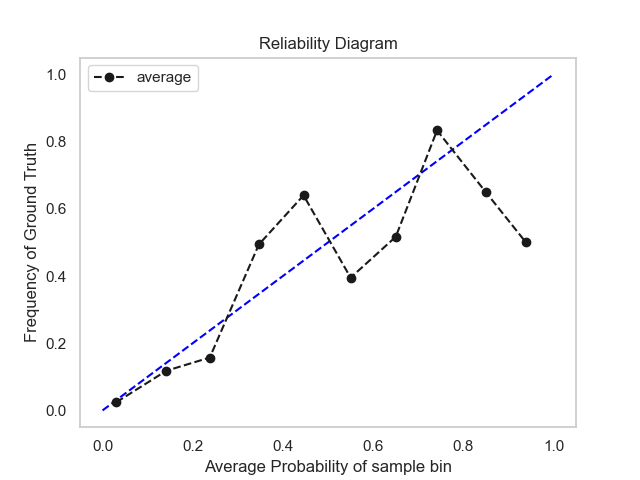 Reliability Diagram
average
Frequency of Ground Truth
1.0
0.8
0.6
0.4
0.2
0.0
0.0 0.2 0.4 0.6 0.8 1.0
Average Probability of sample bin